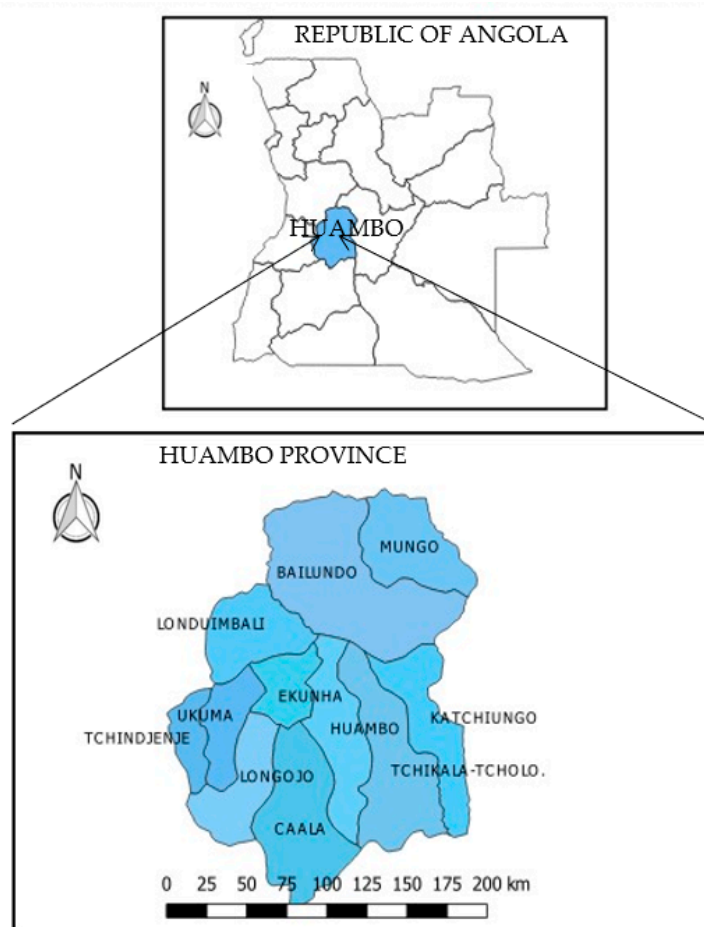 REPUBLIC OF ANGOLA
N
HUAMBO
HUAMBO PROVINCE
N
MUNGO
BAILUNDO
LONDUIMBALI
EKUNHA
UKUMA
KATCHIUNGO
HUAMBO
TCHINDJENJE
TCHIKALA-TCHOLO.
LONGOJO
CAALA
0 25 50 75 100 125 150 175 200 km